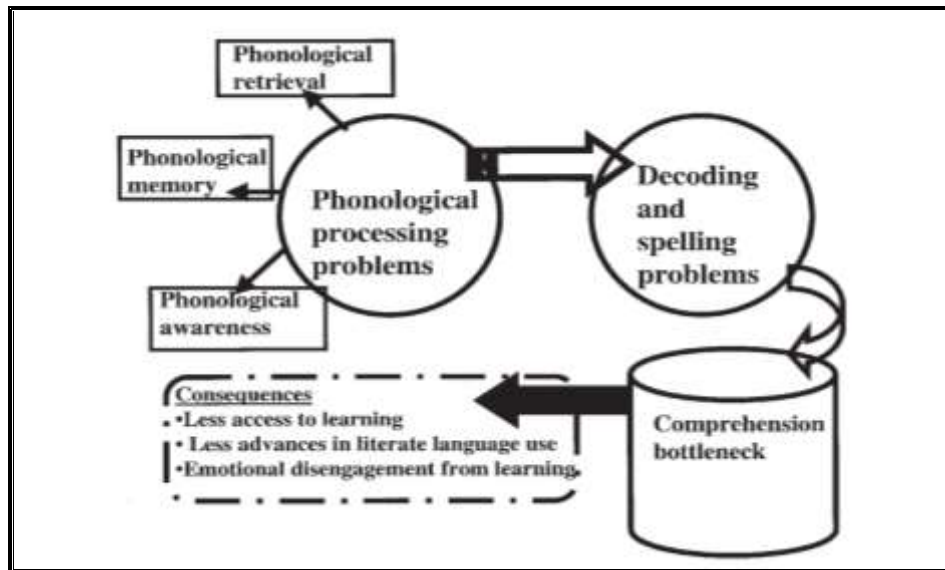 Phonological
retrieval
Phonological
memory
Phonological
awareness
Phonological
processing
problems
Decoding
and
spelling
problems
Consequences
•Less access to learning
• Less advances in literate language use
•Emotional disengagement from learning
Comprehension
bottleneck